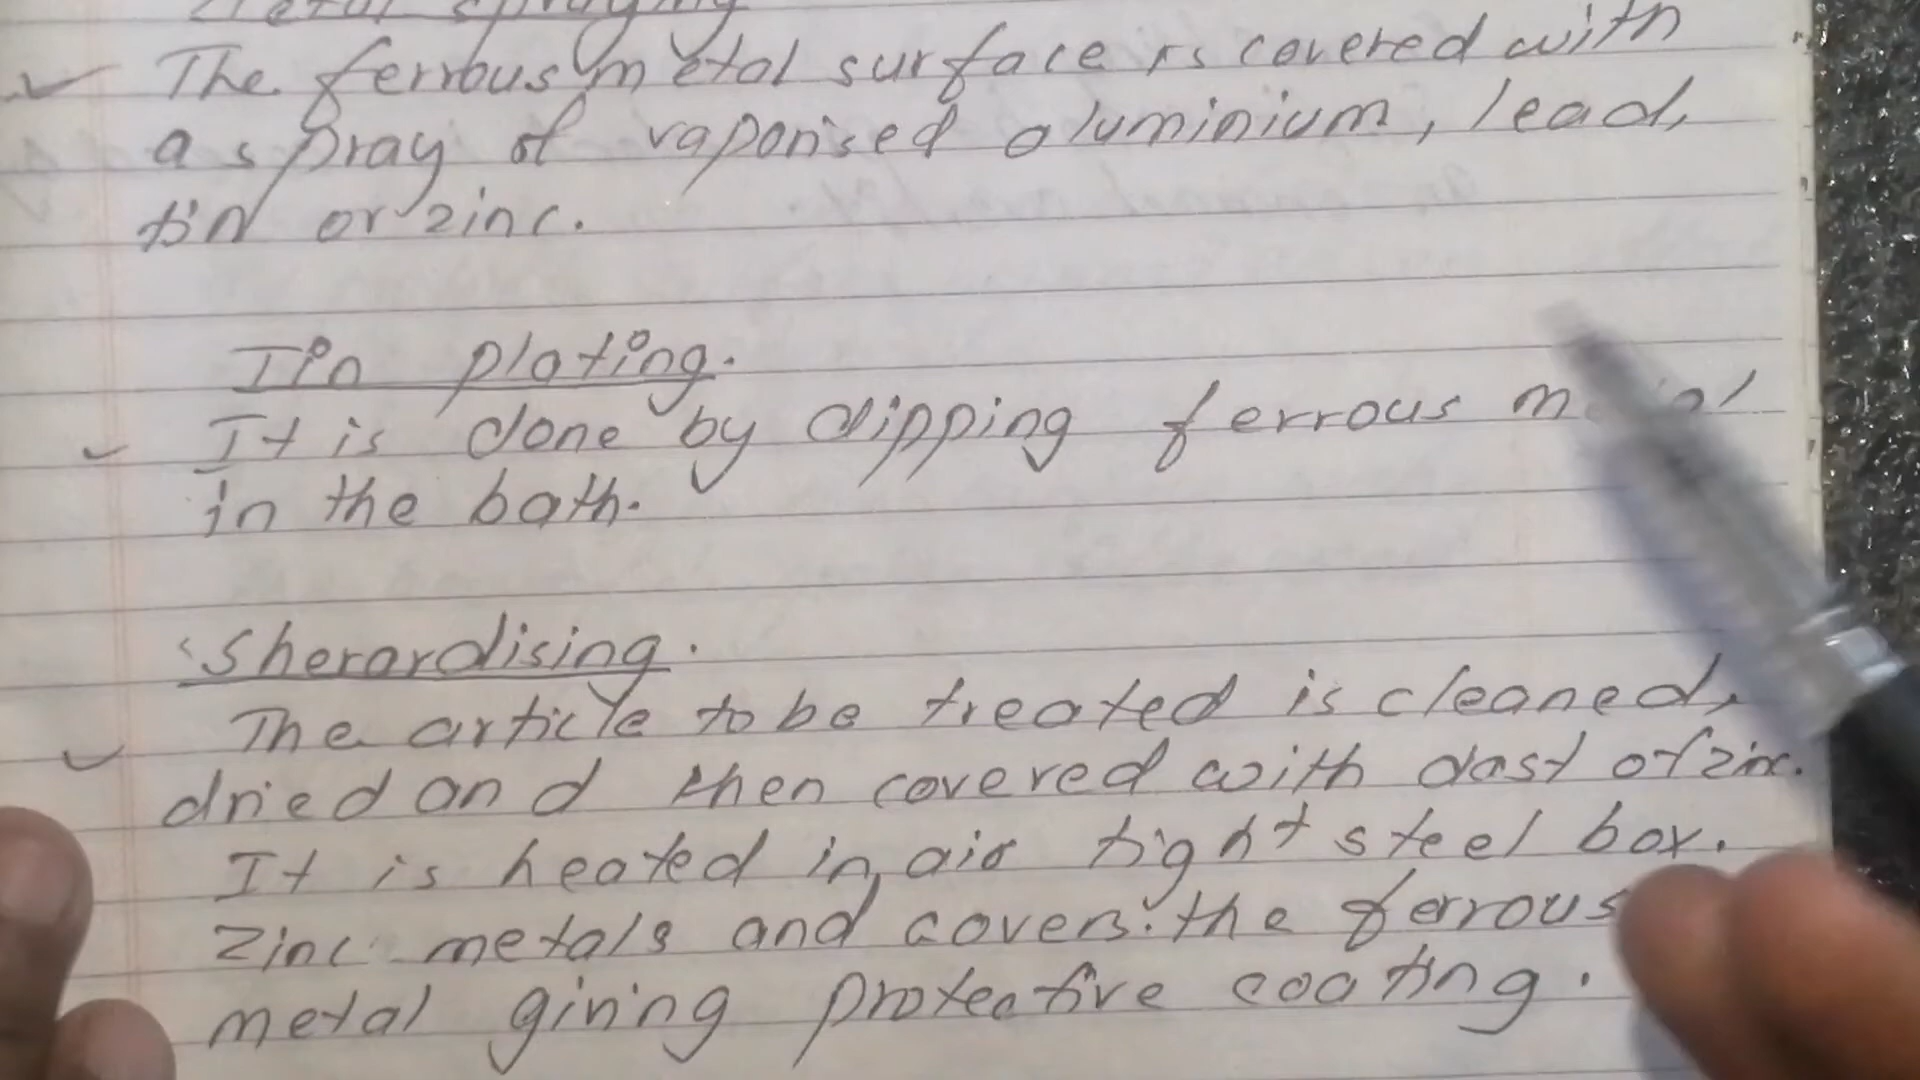 Metal spraying
The ferrous metal surface is covered with
a spray of vaporised aluminium, lead,
tin or zinc.
Tin plating.
It is done by dipping ferrous
in the bath.
Sherardising.
The article to be treated is cleaned,
dried and then covered with dast of zinc.
It is heated in air tight steel box.
Zinc metals and covers the ferrous
metal giving protective coating.